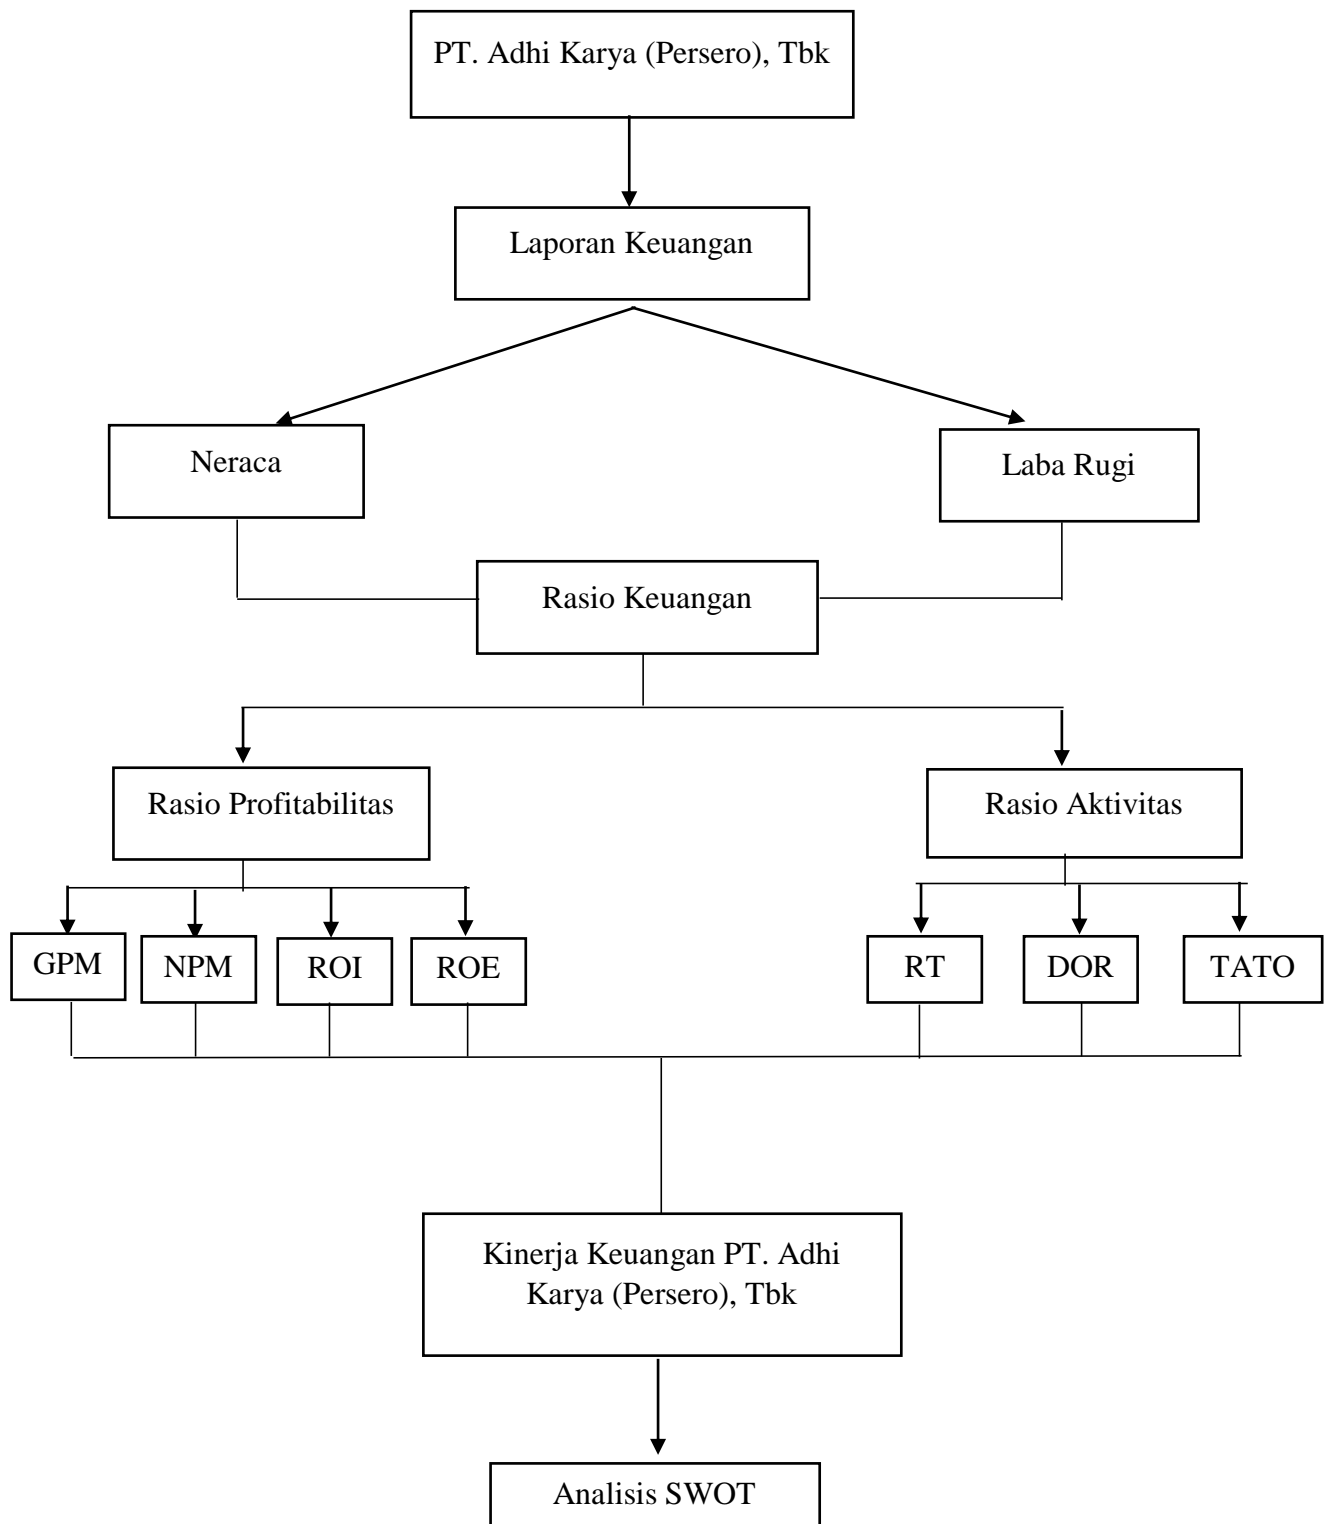 PT. Adhi Karya (Persero), Tbk
Laporan Keuangan
Neraca
Laba Rugi
Rasio Keuangan
Rasio Profitabilitas
Rasio Aktivitas
GPM
NPM
ROI
ROE
RT
DOR
TATO
Kinerja Keuangan PT. Adhi
Karya (Persero), Tbk
Analisis SWOT